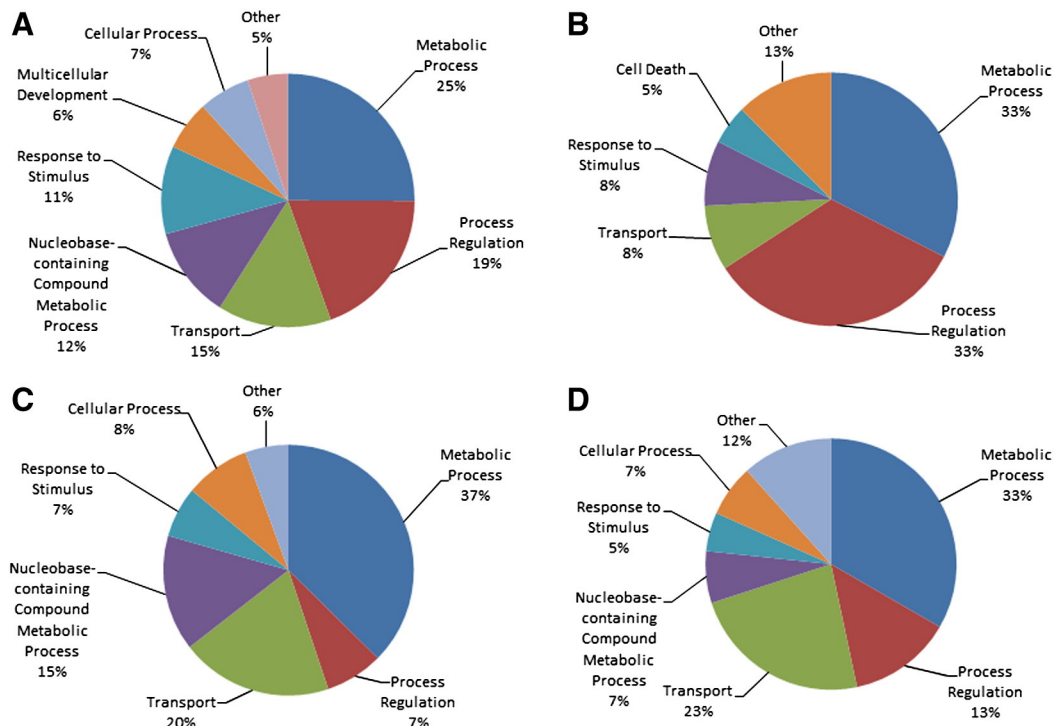 A
Other
5%
Cellular Process
7%
Metabolic
Process
25%
Multicellular
Development
6%
Response to
Stimulus
11%
Process
Regulation
19%
Nucleobase-
containing
Compound
Metabolic
Process
12%
Transport
15%
B
Other
13%
Cell Death
5%
Metabolic
Process
33%
Response to
Stimulus
8%
Transport
8%
Process
Regulation
33%
C
Other
6%
Cellular Process
8%
Metabolic
Process
37%
Response to
Stimulus
7%
Nucleobase-
containing
Compound
Metabolic
Process
15%
Transport
20%
Process
Regulation
7%
D
Other
12%
Cellular Process
7%
Metabolic
Process
33%
Response to
Stimulus
5%
Nucleobase-
containing
Compound
Metabolic
Process
7%
Transport
23%
Process
Regulation
13%